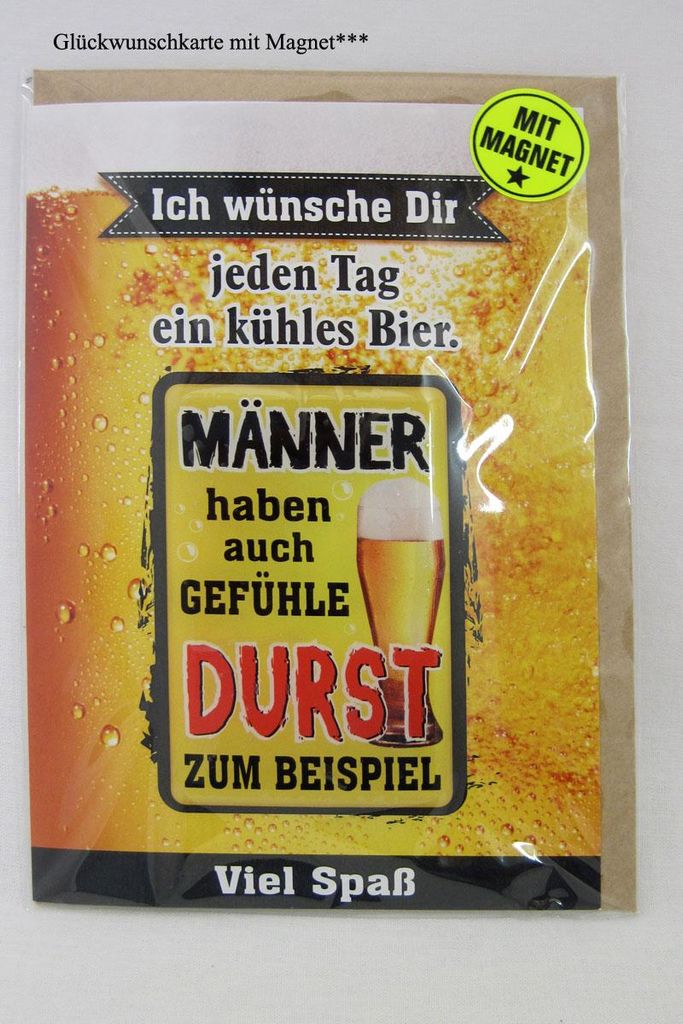 Glückwunschkarte mit Magnet***
MIT
MAGNET
★
Ich wünsche Dir
jeden Tag
ein kühles Bier.
MÄNNER
haben
auch
GEFÜHLE
DURST
ZUM BEISPIEL
Viel Spaß